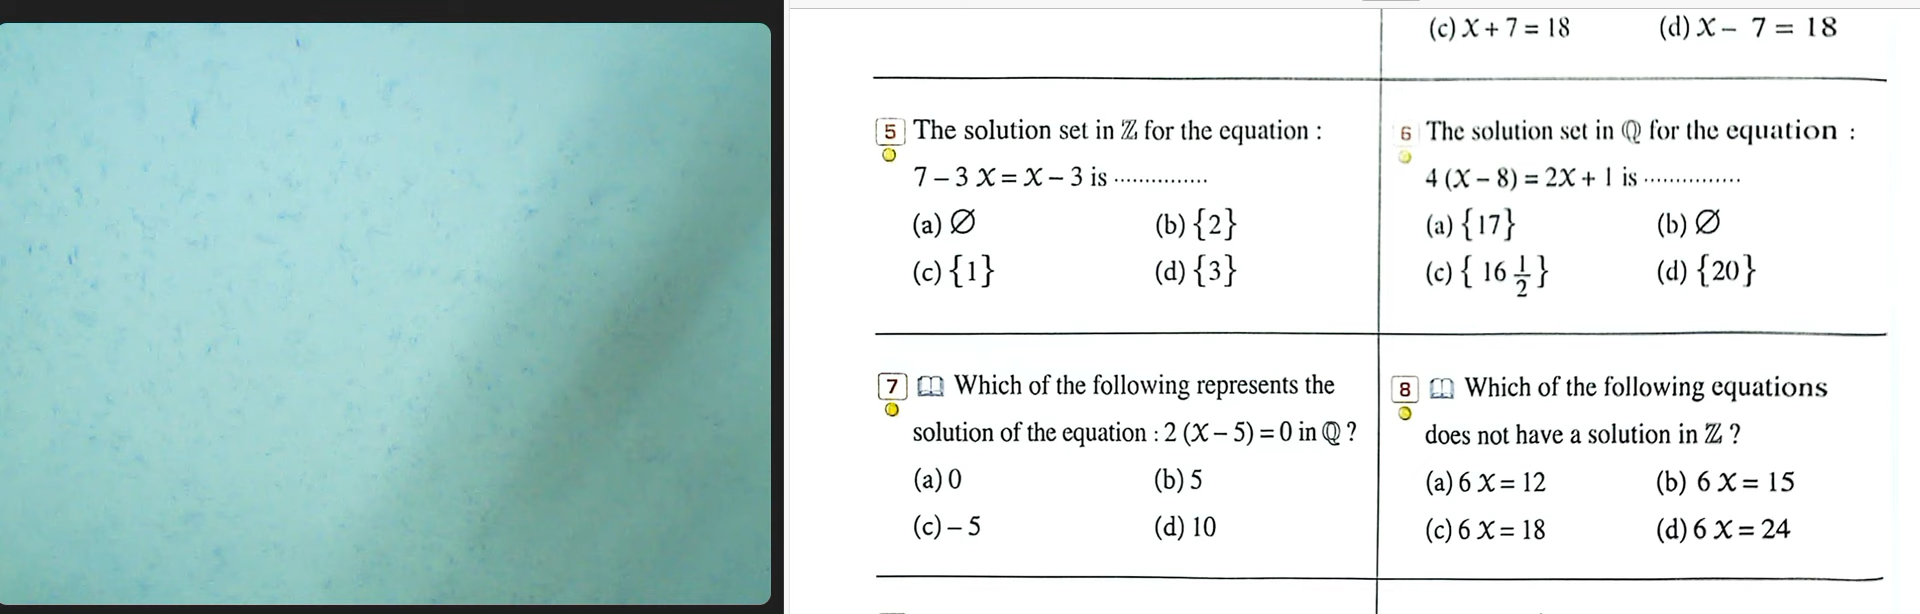 (c) X + 7 = 18 (d) X – 7 = 18
5 The solution set in ℤ for the equation :
7 – 3 X = X – 3 is ...............
(a) ∅ (b) {2}
(c) {1} (d) {3}
6 The solution set in ℚ for the equation :
4 (X – 8) = 2X + 1 is ...............
(a) {17} (b) ∅
(c) { 16 1/2 } (d) {20}
7 Which of the following represents the
solution of the equation : 2 (X – 5) = 0 in ℚ ?
(a) 0 (b) 5
(c) – 5 (d) 10
8 Which of the following equations
does not have a solution in ℤ ?
(a) 6 X = 12 (b) 6 X = 15
(c) 6 X = 18 (d) 6 X = 24